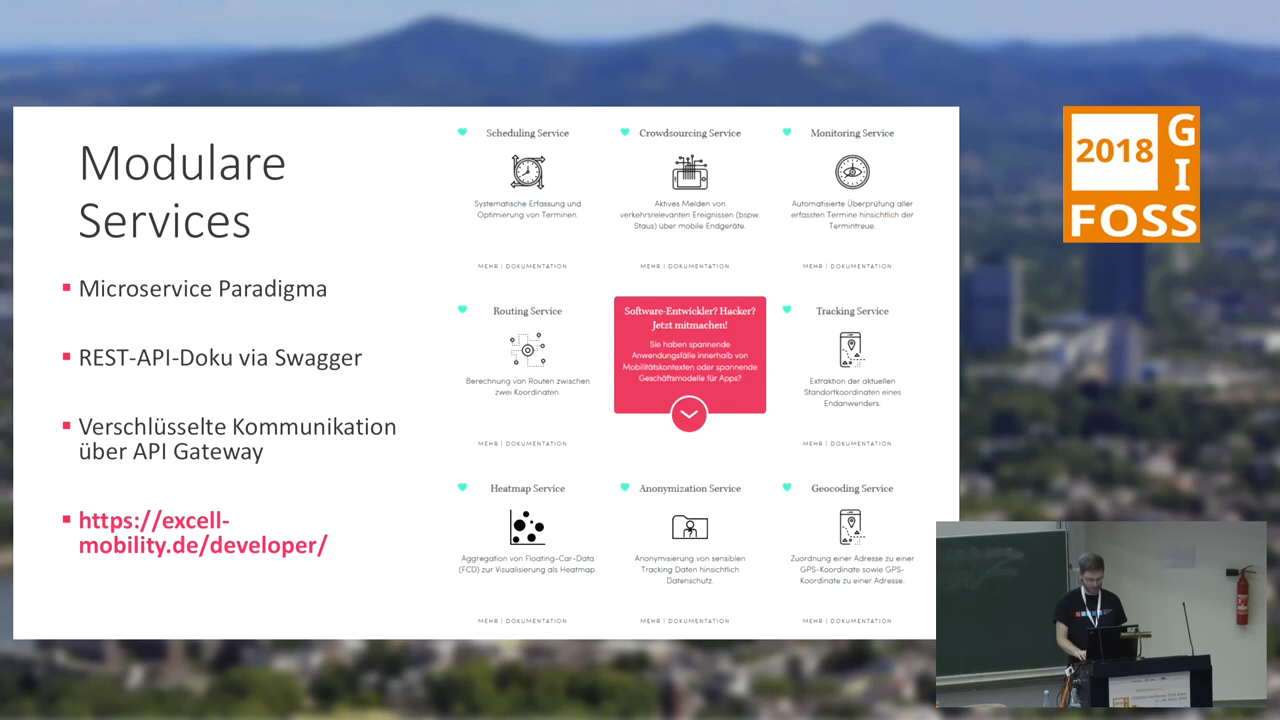 Modulare
Services
Microservice Paradigma
REST-API-Doku via Swagger
Verschlüsselte Kommunikation
über API Gateway
https://excell-
mobility.de/developer/
Scheduling Service
Systematische Erfassung und
Optimierung von Terminen.
MEHR | DOKUMENTATION
Crowdsourcing Service
Aktives Melden von
verkehrsrelevanten Ereignissen (bspw.
Staus) über mobile Endgeräte.
MEHR | DOKUMENTATION
Monitoring Service
Automatisierte Überprüfung aller
erfassten Termine hinsichtlich der
Termintreue.
MEHR | DOKUMENTATION
Routing Service
Berechnung von Routen zwischen
zwei Koordinaten.
MEHR | DOKUMENTATION
Software-Entwickler? Hacker?
Jetzt mitmachen!
Sie haben spannende
Anwendungsfälle innerhalb von
Mobilitätskontexten oder spannende
Geschäftsmodelle für Apps?
Tracking Service
Extraktion der aktuellen
Standortkoordinaten eines
Endanwenders.
MEHR | DOKUMENTATION
Heatmap Service
Aggregation von Floating-Car-Data
(FCD) zur Visualisierung als Heatmap.
MEHR | DOKUMENTATION
Anonymization Service
Anonymisierung von sensiblen
Tracking Daten hinsichtlich
Datenschutz.
MEHR | DOKUMENTATION
Geocoding Service
Zuordnung einer Adresse zu einer
GPS-Koordinate sowie GPS-
Koordinate zu einer Adresse.
MEHR | DOKUMENTATION
2018
G
I
FOSS